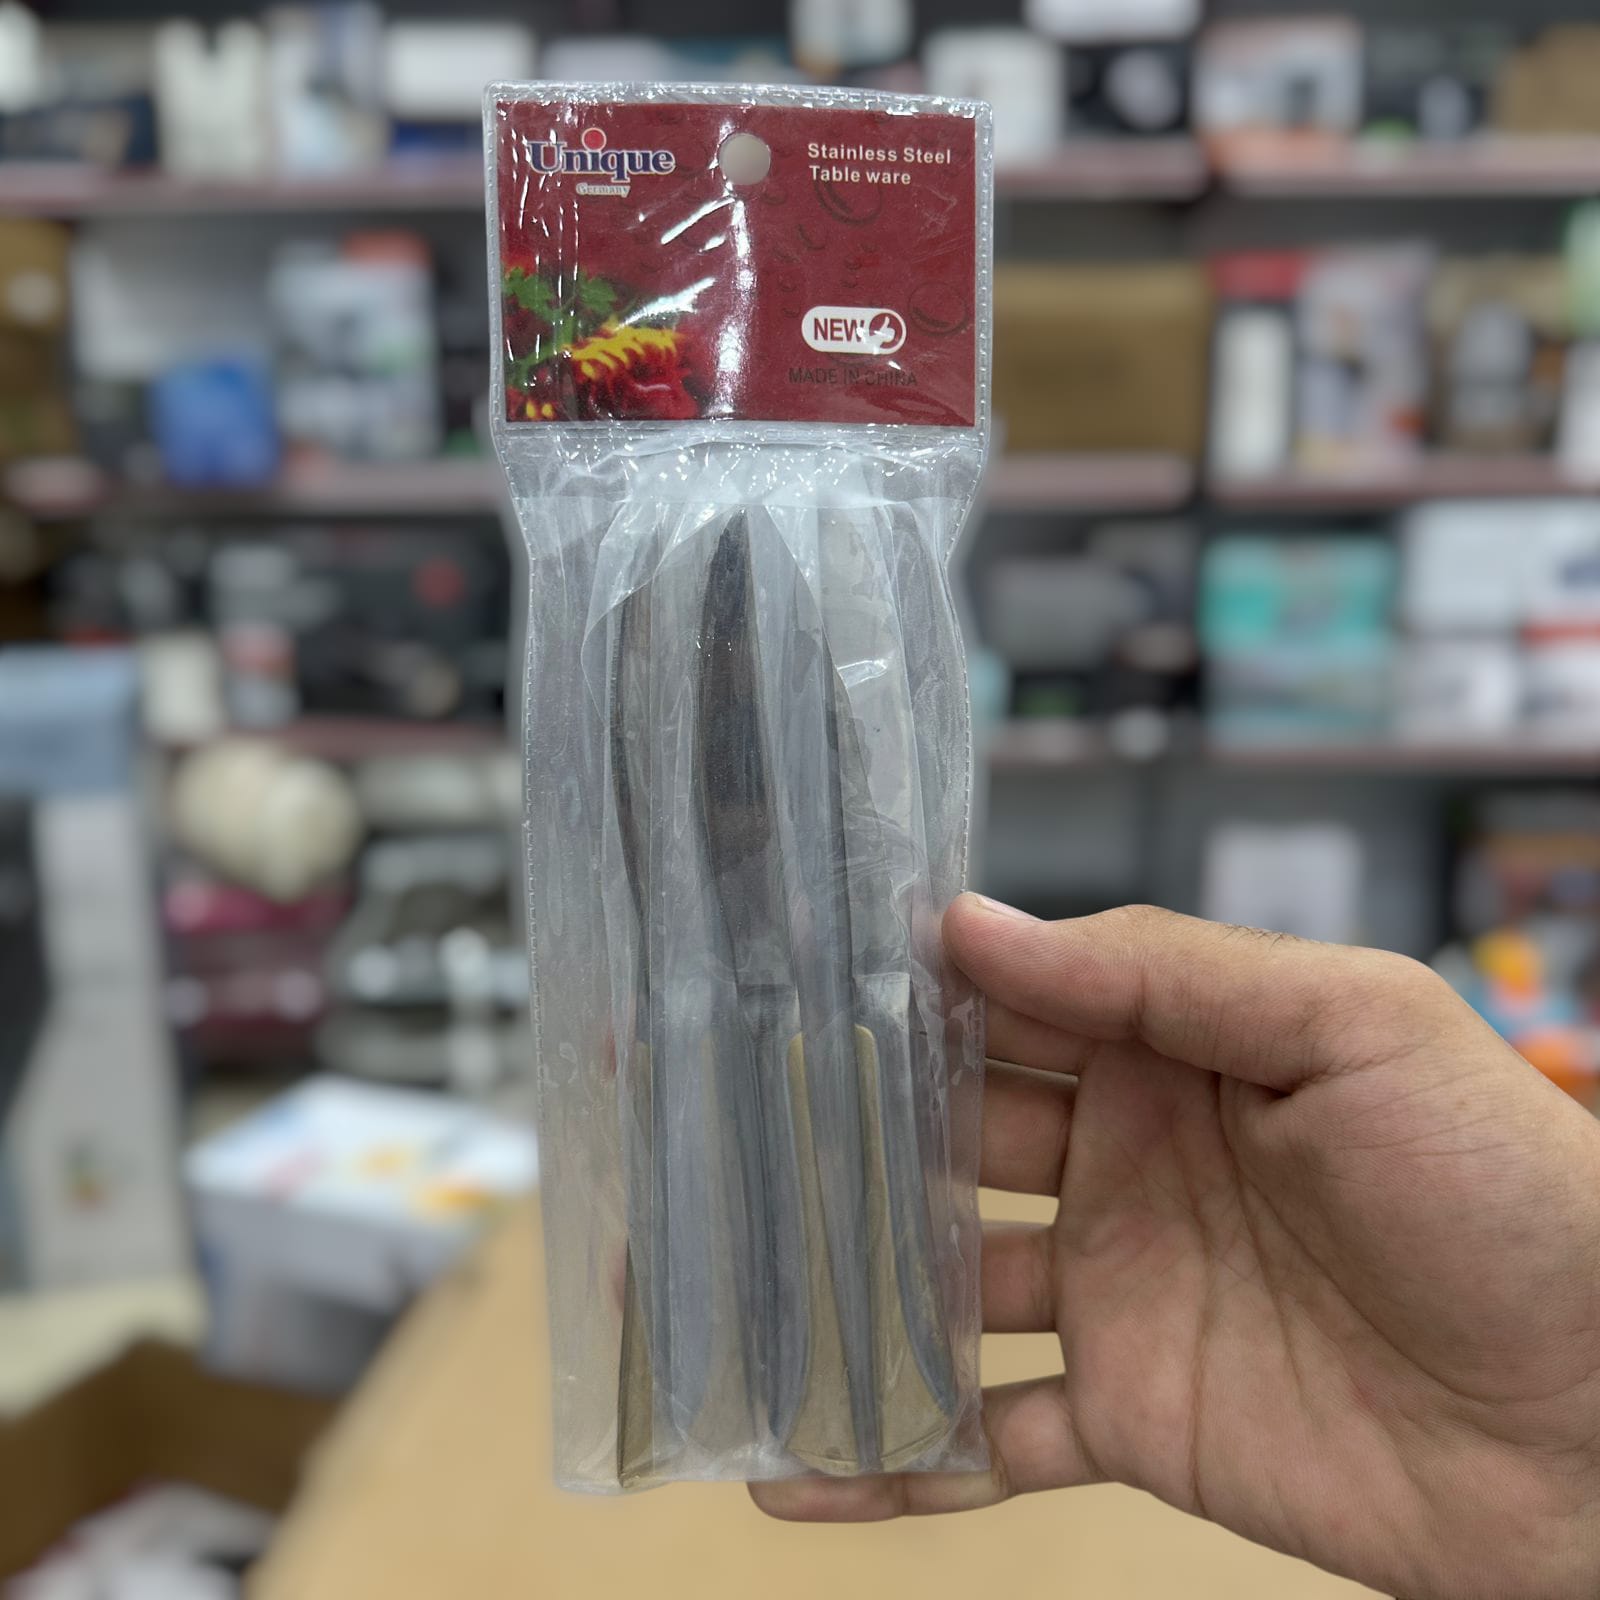 Unique
Germany
Stainless Steel
Table ware
NEW
MADE IN CHINA